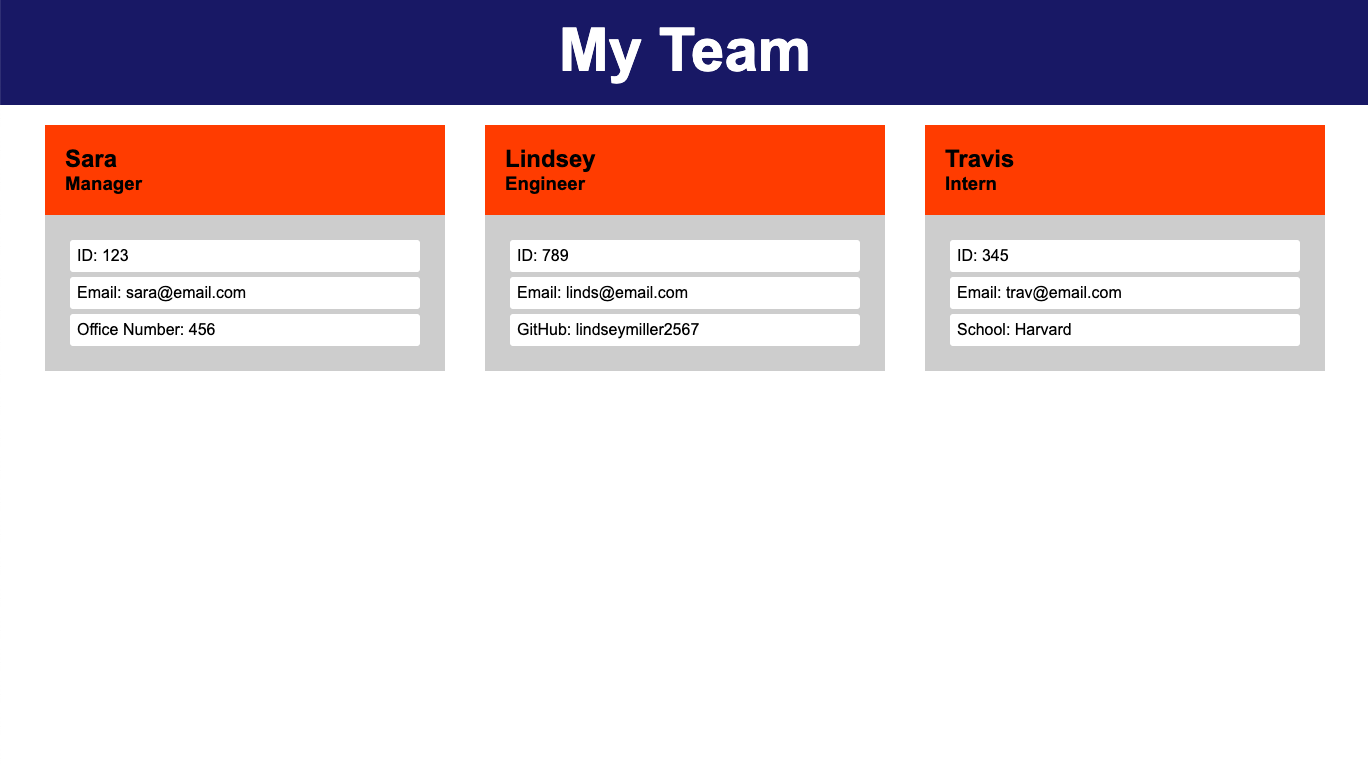 My Team
Sara
Manager
ID: 123
Email: sara@email.com
Office Number: 456
Lindsey
Engineer
ID: 789
Email: linds@email.com
GitHub: lindseymiller2567
Travis
Intern
ID: 345
Email: trav@email.com
School: Harvard